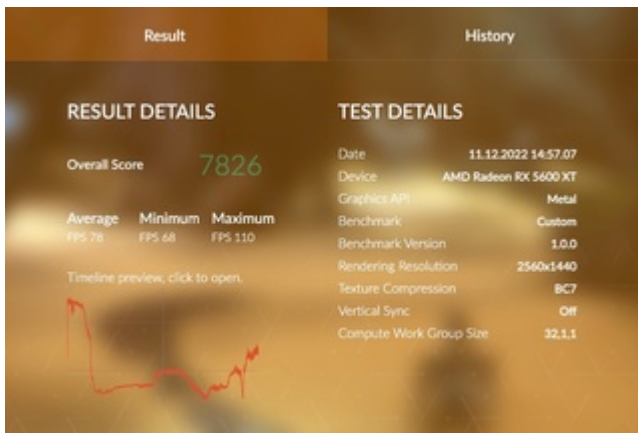 Result
History
RESULT DETAILS
Overall Score 7826
Average Minimum Maximum
FPS 78 FPS 68 FPS 110
Timeline preview, click to open.
TEST DETAILS
Date 11.12.2022 14:57.07
Device AMD Radeon RX 5600 XT
Graphics API Metal
Benchmark Custom
Benchmark Version 1.0.0
Rendering Resolution 2560x1440
Texture Compression BC7
Vertical Sync Off
Compute Work Group Size 32,1,1